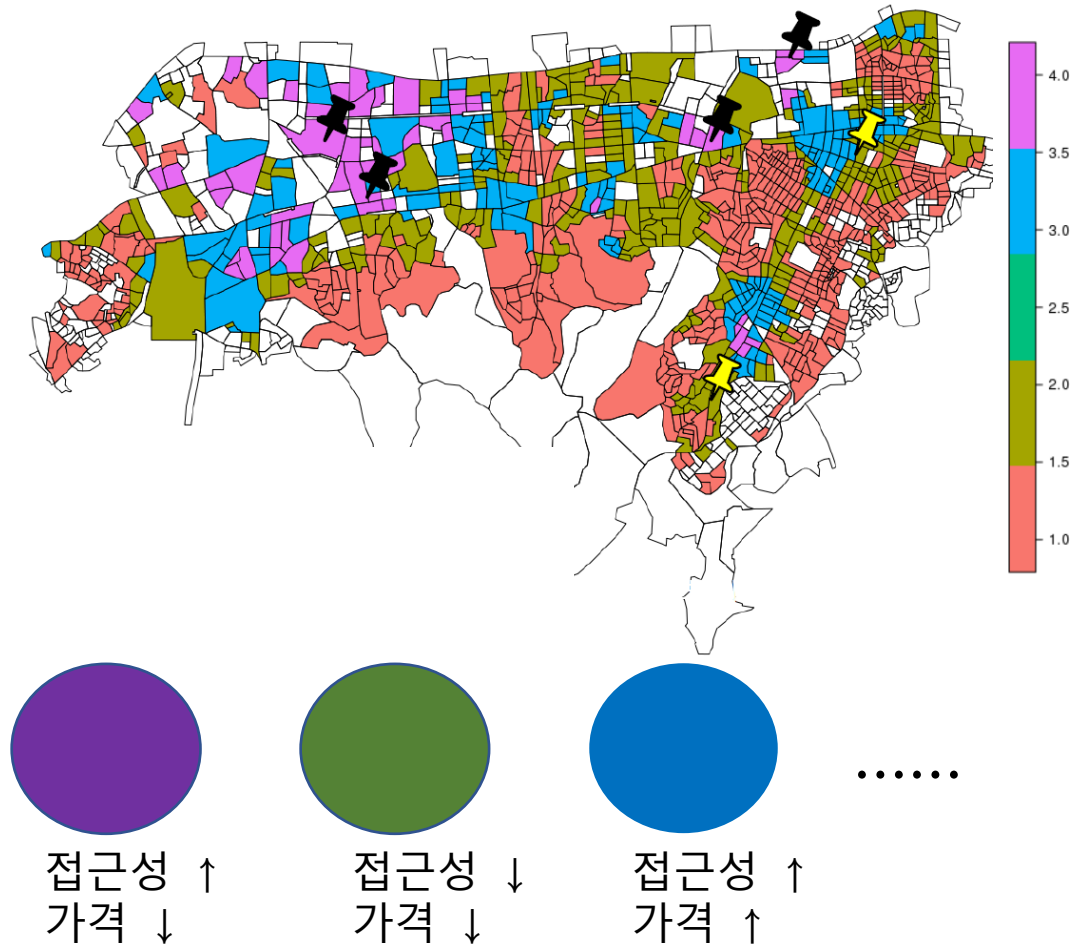 4.0
3.5
3.0
2.5
2.0
1.5
1.0
......
접근성 ↑
가격 ↓
접근성 ↓
가격 ↓
접근성 ↑
가격 ↑